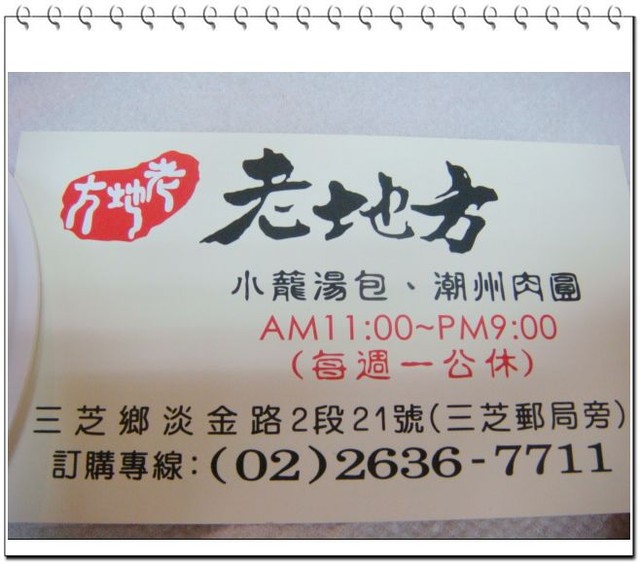 老地方
老地方
小籠湯包、潮州肉圓
AM11:00~PM9:00
(每週一公休)
三芝鄉淡金路2段21號(三芝郵局旁)
訂購專線:(02)2636-7711